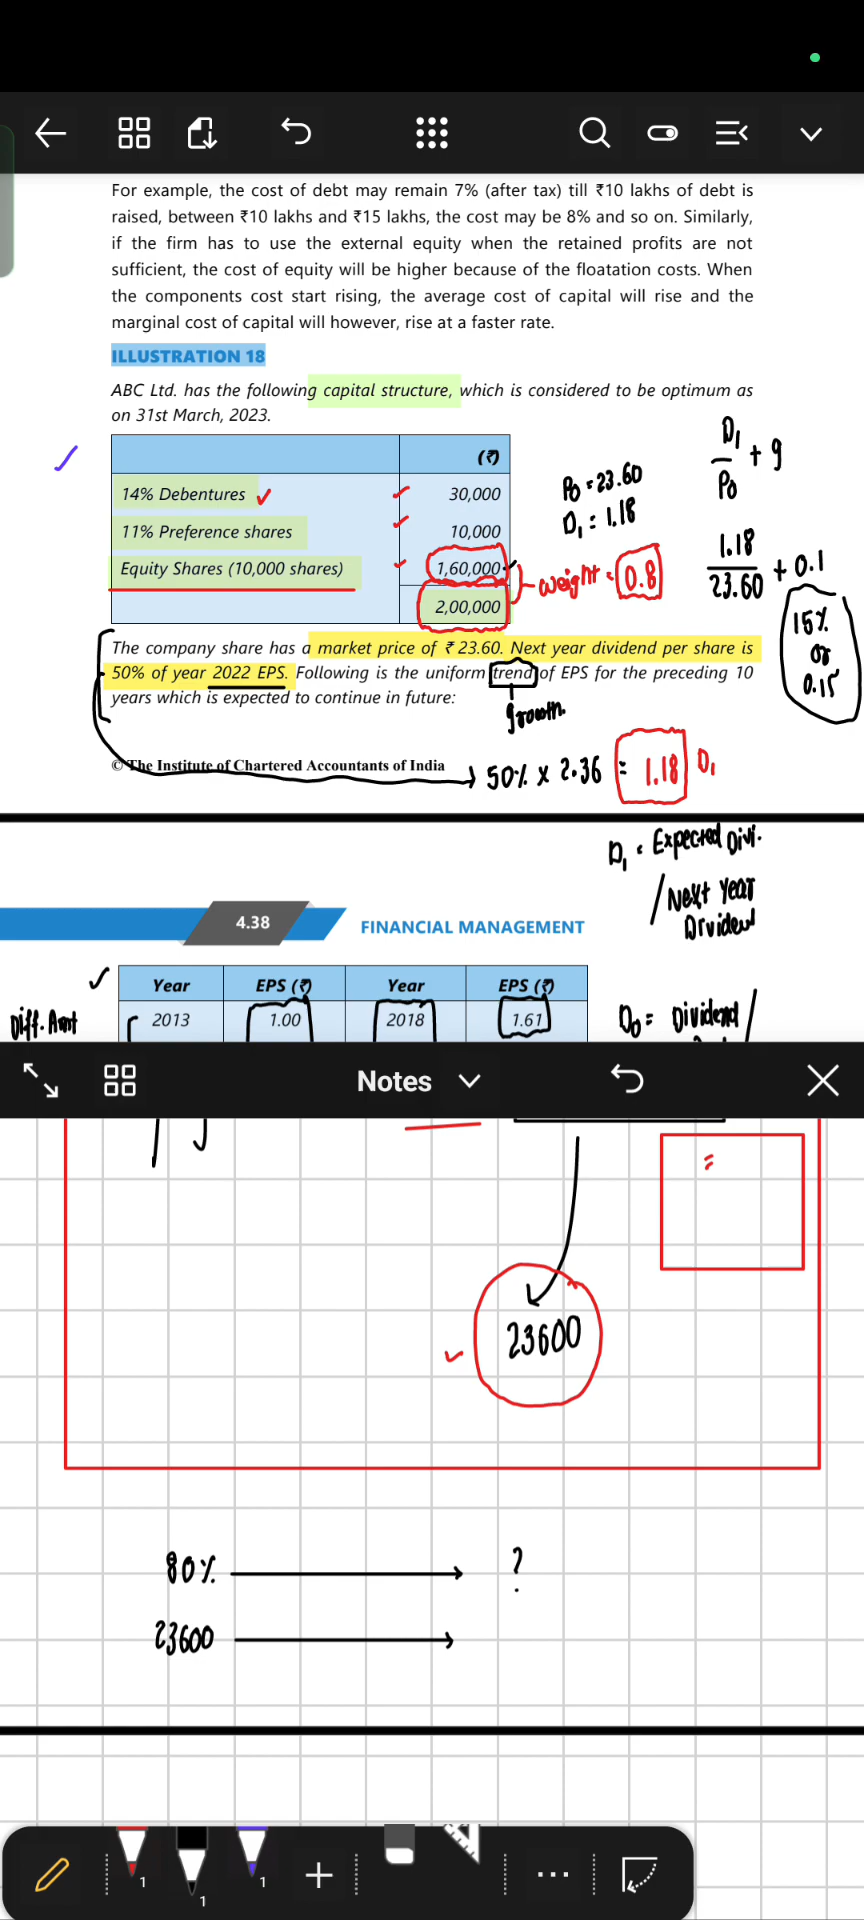 For example, the cost of debt may remain 7% (after tax) till ₹10 lakhs of debt is
raised, between ₹10 lakhs and ₹15 lakhs, the cost may be 8% and so on. Similarly,
if the firm has to use the external equity when the retained profits are not
sufficient, the cost of equity will be higher because of the floatation costs. When
the components cost start rising, the average cost of capital will rise and the
marginal cost of capital will however, rise at a faster rate.
ILLUSTRATION 18
ABC Ltd. has the following capital structure, which is considered to be optimum as
on 31st March, 2023.
(₹)
14% Debentures 30,000
11% Preference shares 10,000
Equity Shares (10,000 shares) 1,60,000
2,00,000
P0 = 23.60
D1 = 1.18
weight = 0.8
D1
P0 + g
1.18
23.60 + 0.1
15%
or
0.15
The company share has a market price of ₹ 23.60. Next year dividend per share is
50% of year 2022 EPS. Following is the uniform trend of EPS for the preceding 10
years which is expected to continue in future:
growth.
© The Institute of Chartered Accountants of India
50% x 2.36 = 1.18 D1
D1 = Expected Divi.
/ Next Year
Dividend
4.38 FINANCIAL MANAGEMENT
Year EPS (₹) Year EPS (₹)
Diff. Amt 2013 1.00 2018 1.61
D0 = Dividend /
Notes
=
23600
80% ?
23600
1 1 1